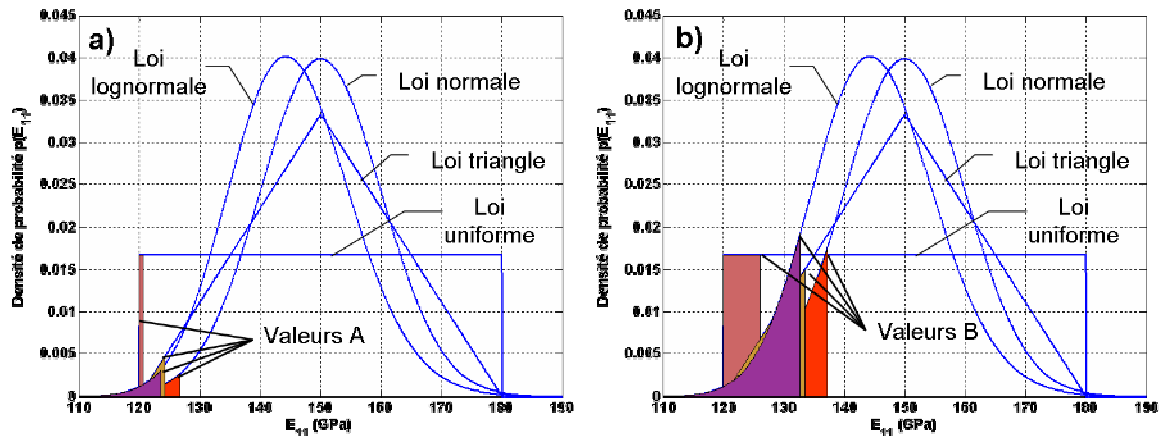 a)
0.045
0.04
0.035
0.03
0.025
0.02
0.015
0.01
0.005
0
Densité de probabilité p(E11)
Loi
lognormale
Loi normale
Loi triangle
Loi
uniforme
Valeurs A
110 120 130 140 150 160 170 180 190
E11 (GPa)
b)
0.045
0.04
0.035
0.03
0.025
0.02
0.015
0.01
0.005
0
Densité de probabilité p(E11)
Loi
lognormale
Loi normale
Loi triangle
Loi
uniforme
Valeurs B
110 120 130 140 150 160 170 180 190
E11 (GPa)